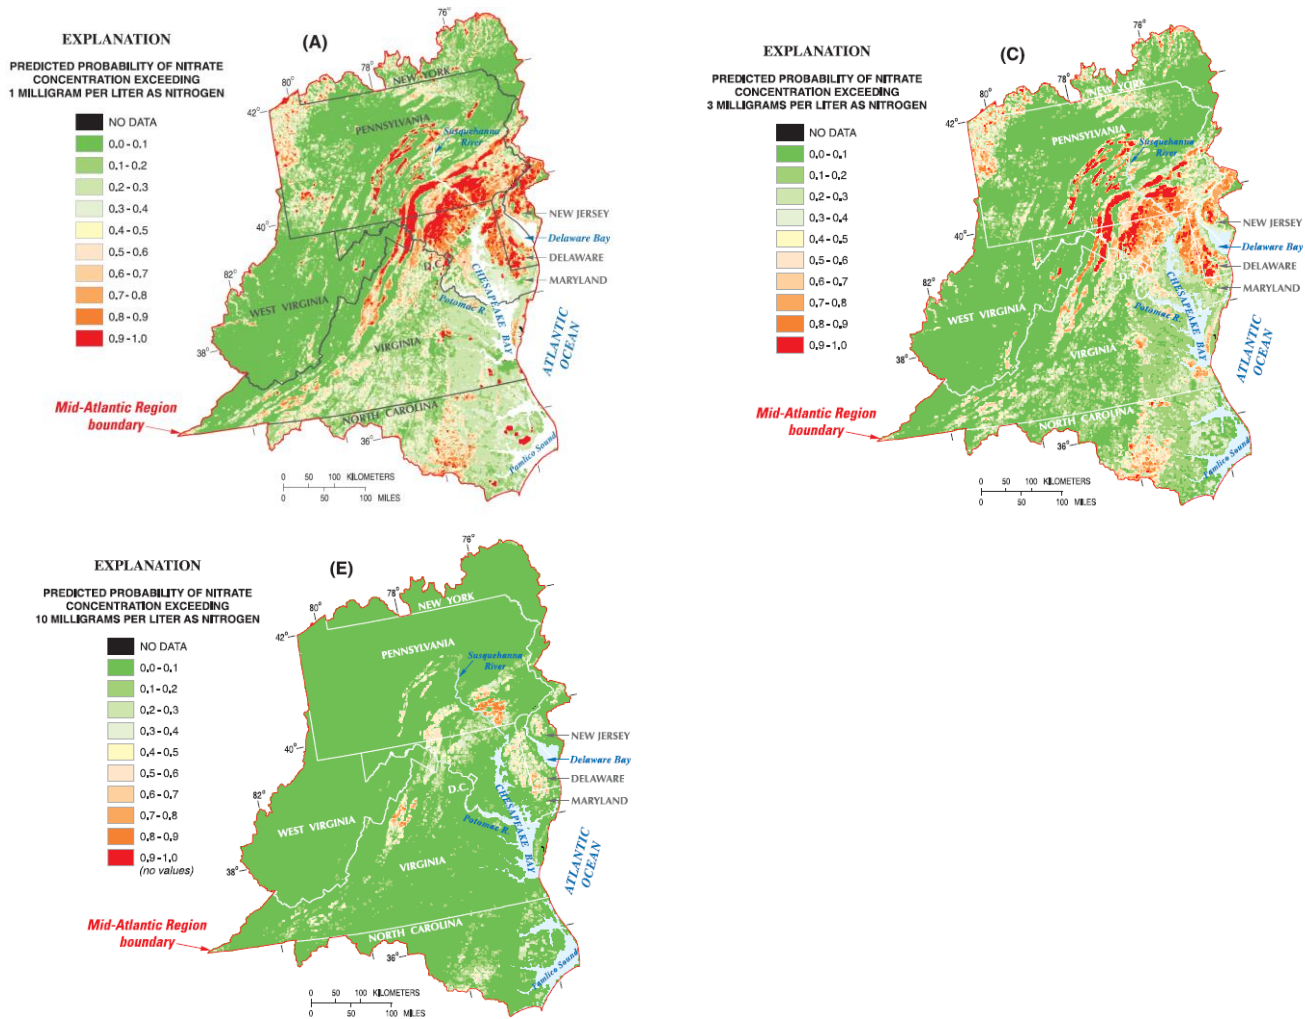 EXPLANATION
PREDICTED PROBABILITY OF NITRATE
CONCENTRATION EXCEEDING
1 MILLIGRAM PER LITER AS NITROGEN
NO DATA
0.0 - 0.1
0.1 - 0.2
0.2 - 0.3
0.3 - 0.4
0.4 - 0.5
0.5 - 0.6
0.6 - 0.7
0.7 - 0.8
0.8 - 0.9
0.9 - 1.0
(A)
76°
78°
80°
42°
40°
82°
38°
36°
NEW YORK
PENNSYLVANIA
Susquehanna
River
NEW JERSEY
Delaware Bay
DELAWARE
MARYLAND
D.C.
CHESAPEAKE BAY
Potomac R.
WEST VIRGINIA
VIRGINIA
ATLANTIC
OCEAN
NORTH CAROLINA
Pamlico Sound
Mid-Atlantic Region
boundary
0 50 100 KILOMETERS
0 50 100 MILES
EXPLANATION
PREDICTED PROBABILITY OF NITRATE
CONCENTRATION EXCEEDING
3 MILLIGRAMS PER LITER AS NITROGEN
NO DATA
0.0 - 0.1
0.1 - 0.2
0.2 - 0.3
0.3 - 0.4
0.4 - 0.5
0.5 - 0.6
0.6 - 0.7
0.7 - 0.8
0.8 - 0.9
0.9 - 1.0
(C)
76°
78°
80°
42°
40°
82°
38°
36°
NEW YORK
PENNSYLVANIA
Susquehanna
River
NEW JERSEY
Delaware Bay
DELAWARE
MARYLAND
CHESAPEAKE BAY
Potomac R.
WEST VIRGINIA
VIRGINIA
ATLANTIC
OCEAN
NORTH CAROLINA
Pamlico Sound
Mid-Atlantic Region
boundary
0 50 100 KILOMETERS
0 50 100 MILES
EXPLANATION
PREDICTED PROBABILITY OF NITRATE
CONCENTRATION EXCEEDING
10 MILLIGRAMS PER LITER AS NITROGEN
NO DATA
0.0 - 0.1
0.1 - 0.2
0.2 - 0.3
0.3 - 0.4
0.4 - 0.5
0.5 - 0.6
0.6 - 0.7
0.7 - 0.8
0.8 - 0.9
0.9 - 1.0
(no values)
(E)
76°
78°
80°
42°
40°
82°
38°
36°
NEW YORK
PENNSYLVANIA
Susquehanna
River
NEW JERSEY
Delaware Bay
DELAWARE
MARYLAND
D.C.
CHESAPEAKE BAY
Potomac R.
WEST VIRGINIA
VIRGINIA
ATLANTIC
OCEAN
NORTH CAROLINA
Pamlico Sound
Mid-Atlantic Region
boundary
0 50 100 KILOMETERS
0 50 100 MILES